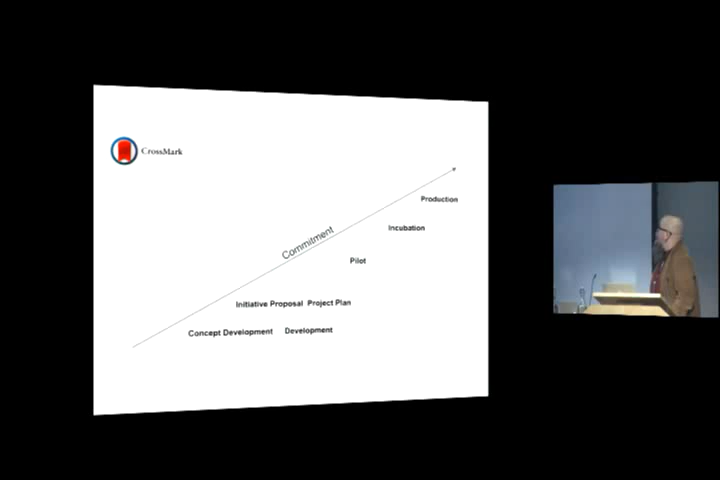 CrossMark
Production
Incubation
Commitment
Pilot
Initiative Proposal Project Plan
Concept Development Development